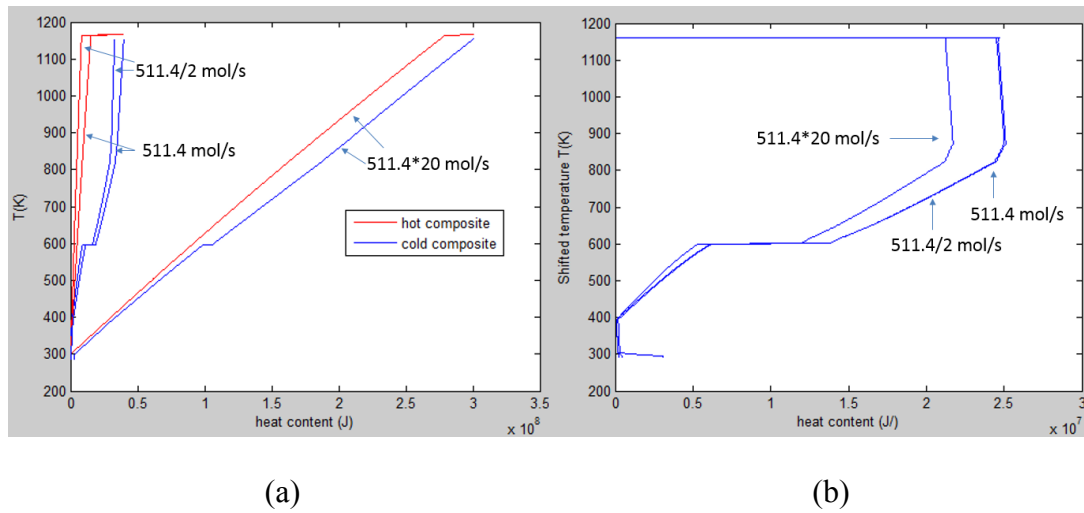 1200
1100
1000
900
800
700
600
500
400
300
200
T(K)
511.4/2 mol/s
511.4 mol/s
511.4*20 mol/s
hot composite
cold composite
0
0.5
1
1.5
2
2.5
3
3.5
heat content (J)
x 10^8
1200
1100
1000
900
800
700
600
500
400
300
200
Shifted temperature T(K)
511.4*20 mol/s
511.4 mol/s
511.4/2 mol/s
0
0.5
1
1.5
2
2.5
3
heat content (J/)
x 10^7
(a)
(b)